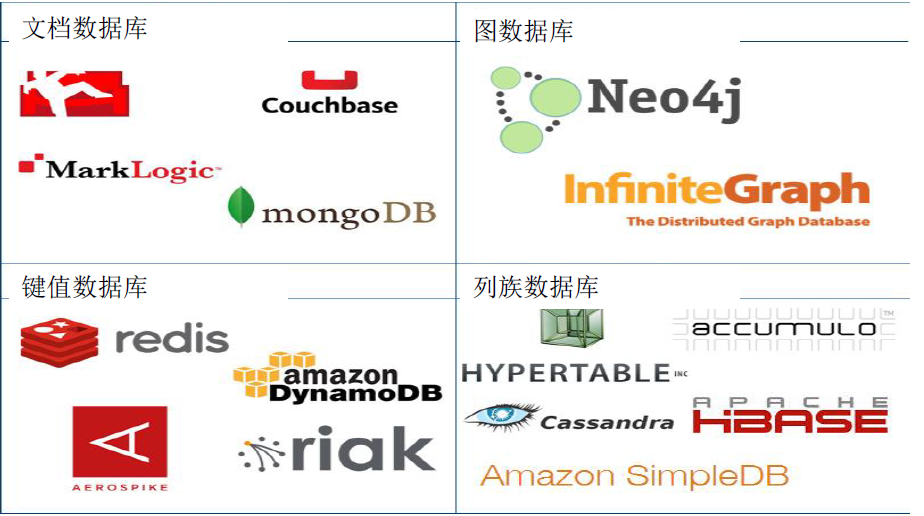 文档数据库
Couchbase
MarkLogic™
mongoDB
图数据库
Neo4j
InfiniteGraph
The Distributed Graph Database
键值数据库
redis
amazon
DynamoDB
AEROSPIKE
riak
列族数据库
accumulo™
HYPERTABLE INC
Cassandra
APACHE
HBASE
Amazon SimpleDB